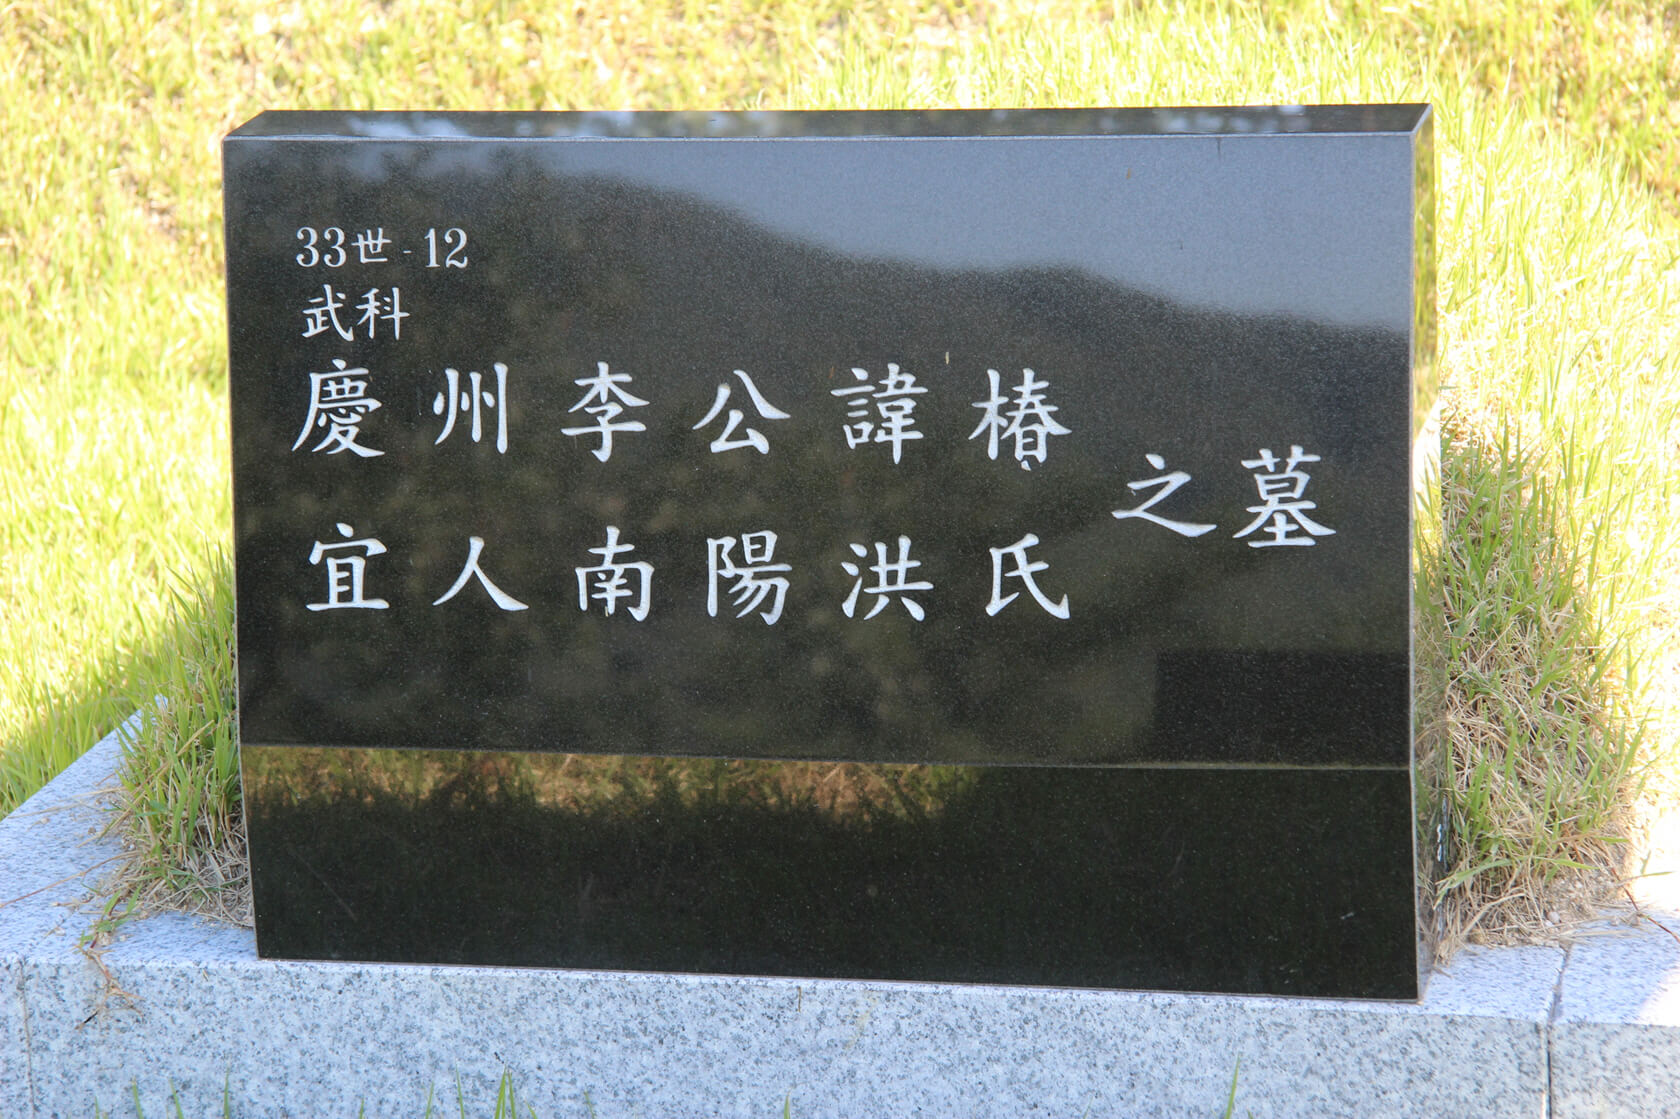 33世-12
武科
慶州李公諱椿
宜人南陽洪氏
之墓